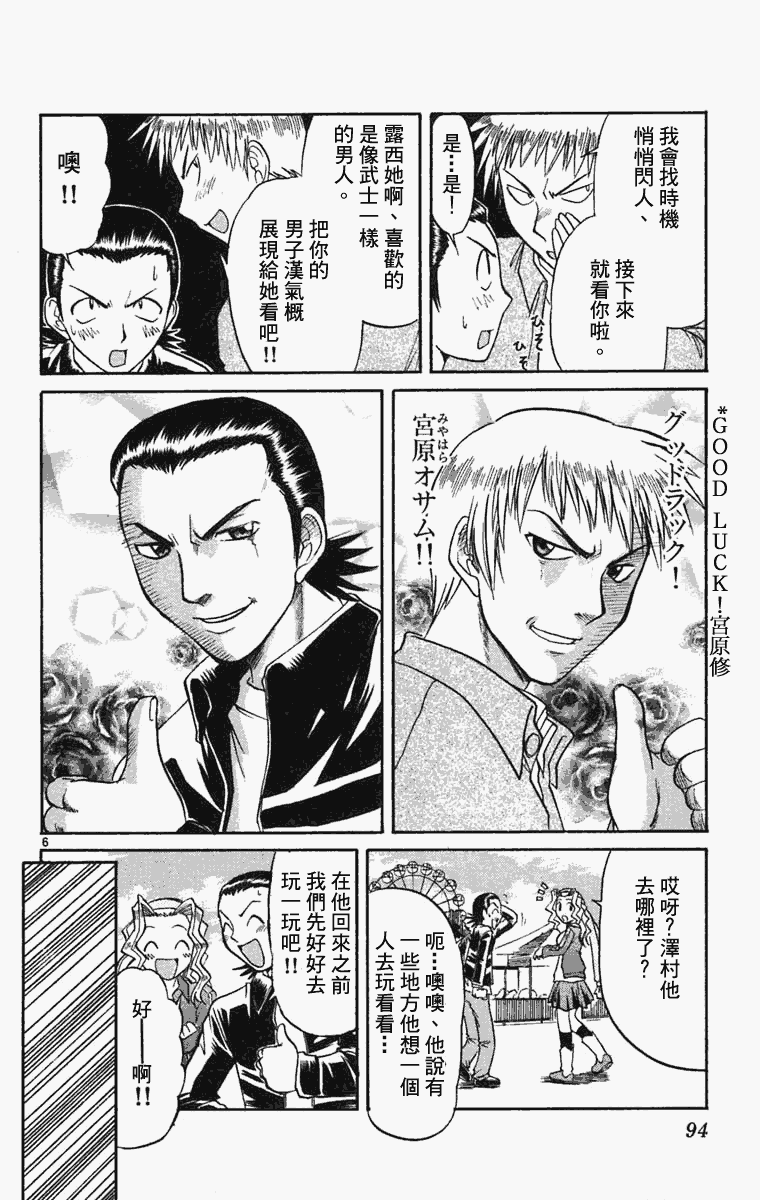 我會找時機
悄悄閃人、
接下來
就看你啦。
是⋯是！
ひそ
ひそ
露西她啊、喜歡的
是像武士一樣
的男人。
把你的
男子漢氣概
展現給她看吧!!
噢!!
*GOOD LUCK！宮原修
グッドラック！
みやはら
宮原オサム!!
6
哎呀？澤村他
去哪裡了？
呃⋯噢噢、他說有
一些地方他想一個
人去玩看看⋯
在他回來之前
我們先好好去
玩一玩吧!!
好──啊!!
94